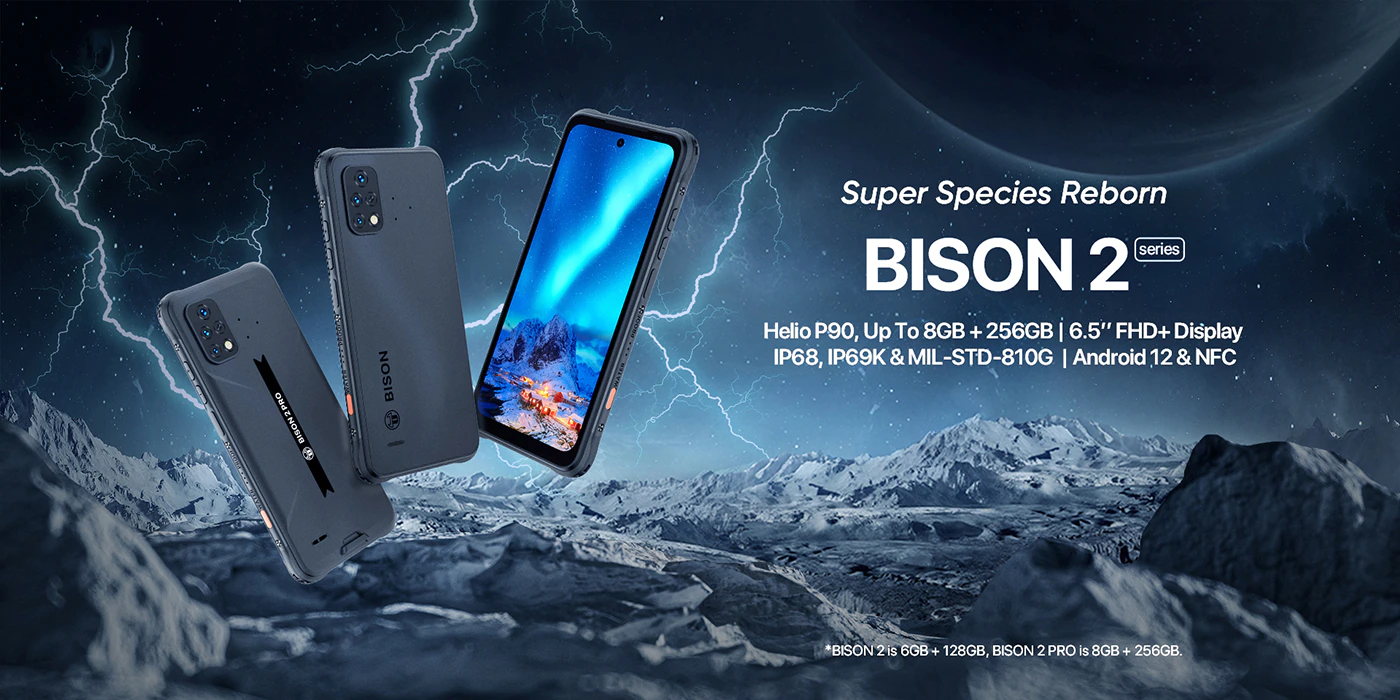 Super Species Reborn
BISON 2 series
Helio P90, Up To 8GB + 256GB | 6.5″ FHD+ Display
IP68, IP69K & MIL-STD-810G | Android 12 & NFC
BISON
BISON 2 PRO
*BISON 2 is 6GB + 128GB, BISON 2 PRO is 8GB + 256GB.